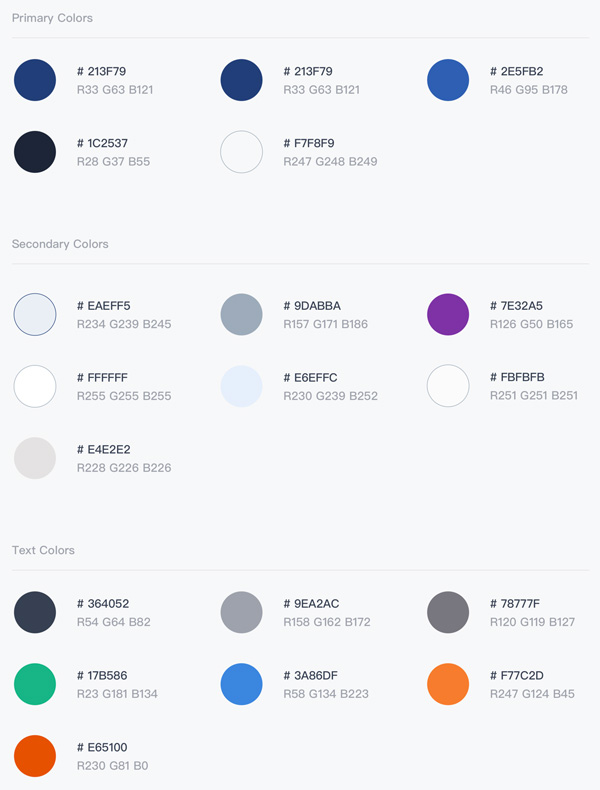 Primary Colors
# 213F79
R33 G63 B121
# 213F79
R33 G63 B121
# 2E5FB2
R46 G95 B178
# 1C2537
R28 G37 B55
# F7F8F9
R247 G248 B249
Secondary Colors
# EAEFF5
R234 G239 B245
# 9DABBA
R157 G171 B186
# 7E32A5
R126 G50 B165
# FFFFFF
R255 G255 B255
# E6EFFC
R230 G239 B252
# FBFBFB
R251 G251 B251
# E4E2E2
R228 G226 B226
Text Colors
# 364052
R54 G64 B82
# 9EA2AC
R158 G162 B172
# 78777F
R120 G119 B127
# 17B586
R23 G181 B134
# 3A86DF
R58 G134 B223
# F77C2D
R247 G124 B45
# E65100
R230 G81 B0